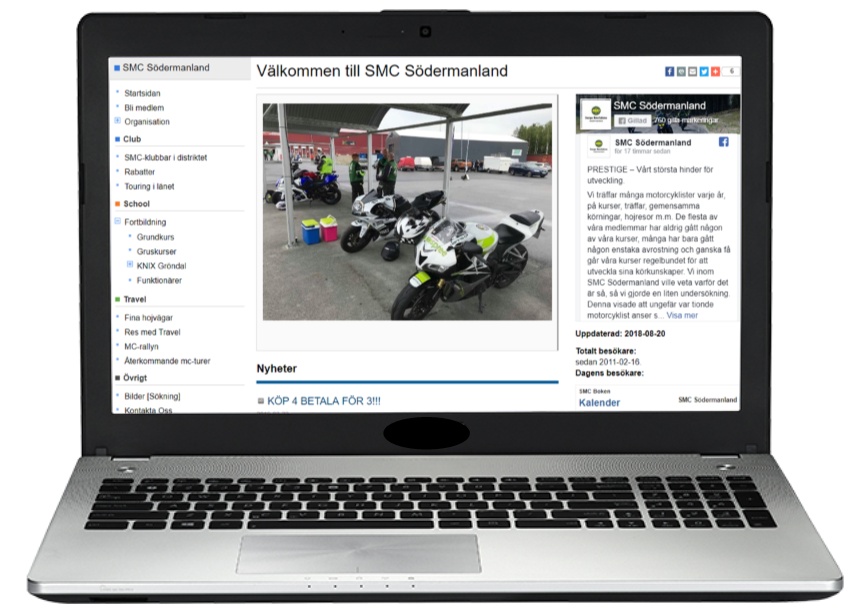 SMC Södermanland
Startsidan
Bli medlem
Organisation
Club
SMC-klubbar i distriktet
Rabatter
Touring i länet
School
Fortbildning
Grundkurs
Gruskurser
KNIX Gröndal
Funktionärer
Travel
Fina hojvägar
Res med Travel
MC-rallyn
Återkommande mc-turer
Övrigt
Bilder [Sökning]
Kontakta Oss
Välkommen till SMC Södermanland
Nyheter
KÖP 4 BETALA FÖR 3!!!
6
SMC Södermanland
Gillad
760 gilla-markeringar
SMC Södermanland
för 17 timmar sedan
PRESTIGE – Vårt största hinder för
utveckling.
Vi träffar många motorcyklister varje år,
på kurser, träffar, gemensamma
körningar, hojresor m.m. De flesta av
våra medlemmar har aldrig gått någon
av våra kurser, många har bara gått
någon enstaka avrostning och ganska få
går våra kurser regelbundet för att
utveckla sina körkunskaper. Vi inom
SMC Södermanland ville veta varför det
är så, så vi gjorde en liten undersökning.
Denna visade att ungefär var tionde
motorcyklist anser s... Visa mer
Uppdaterad: 2018-08-20
Totalt besökare:
sedan 2011-02-16.
Dagens besökare:
SMC Boken
Kalender
SMC Södermanland